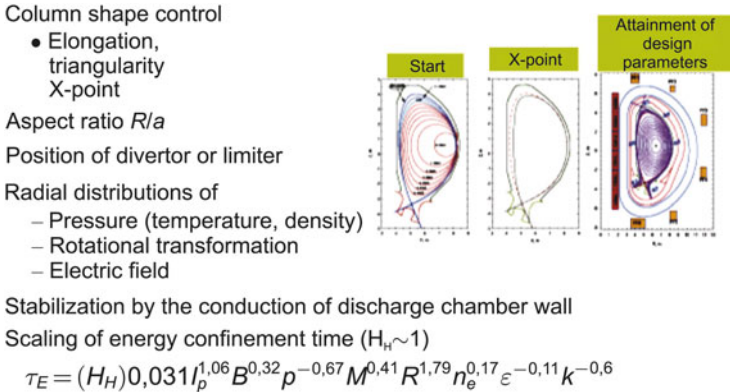 Column shape control
• Elongation,
triangularity
X-point
Aspect ratio R/a
Position of divertor or limiter
Radial distributions of
– Pressure (temperature, density)
– Rotational transformation
– Electric field
Stabilization by the conduction of discharge chamber wall
Scaling of energy confinement time (H_H~1)
τ_E = (H_H)0,031I_p^{1,06}B^{0,32}p^{−0,67}M^{0,41}R^{1,79}n_e^{0,17}ε^{−0,11}k^{−0,6}
Start
X-point
Attainment of
design
parameters